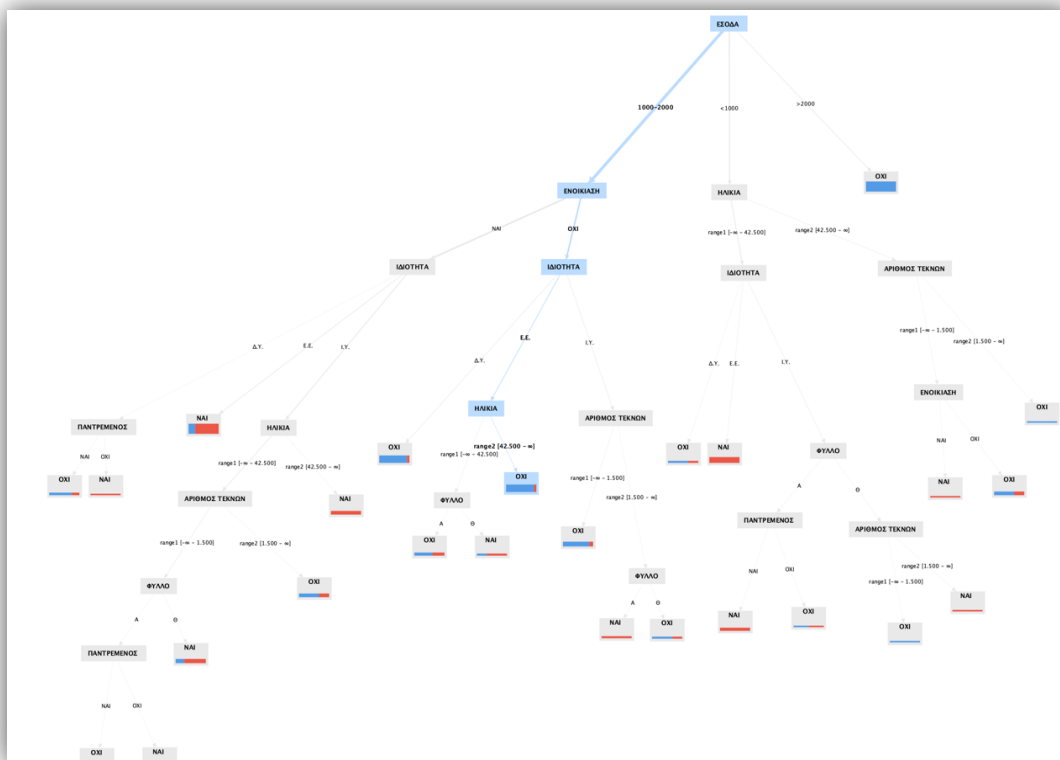 ΕΣΟΔΑ
1000-2000
<1000
>2000
ΟΧΙ
ΕΝΟΙΚΙΑΣΗ
ΗΛΙΚΙΑ
ΝΑΙ
ΟΧΙ
range1 [-∞ - 42.500]
range2 [42.500 - ∞]
ΙΔΙΟΤΗΤΑ
ΙΔΙΟΤΗΤΑ
ΙΔΙΟΤΗΤΑ
ΑΡΙΘΜΟΣ ΤΕΚΝΩΝ
Δ.Υ.
Ε.Ε.
Ι.Υ.
Δ.Υ.
Ε.Ε.
Ι.Υ.
Δ.Υ.
Ε.Ε.
Ι.Υ.
range1 [-∞ - 1.500]
range2 [1.500 - ∞]
ΠΑΝΤΡΕΜΕΝΟΣ
ΝΑΙ
ΗΛΙΚΙΑ
ΗΛΙΚΙΑ
ΑΡΙΘΜΟΣ ΤΕΚΝΩΝ
ΕΝΟΙΚΙΑΣΗ
ΟΧΙ
ΝΑΙ
ΟΧΙ
range1 [-∞ - 42.500]
range2 [42.500 - ∞]
ΟΧΙ
range2 [42.500 - ∞]
range1 [-∞ - 42.500]
ΟΧΙ
ΝΑΙ
ΦΥΛΛΟ
ΝΑΙ
ΟΧΙ
ΟΧΙ
ΝΑΙ
ΑΡΙΘΜΟΣ ΤΕΚΝΩΝ
ΝΑΙ
ΦΥΛΛΟ
ΟΧΙ
range1 [-∞ - 1.500]
range2 [1.500 - ∞]
Α
Θ
ΝΑΙ
ΟΧΙ
range1 [-∞ - 1.500]
range2 [1.500 - ∞]
Α
Θ
ΟΧΙ
ΝΑΙ
ΟΧΙ
ΠΑΝΤΡΕΜΕΝΟΣ
ΑΡΙΘΜΟΣ ΤΕΚΝΩΝ
ΦΥΛΛΟ
ΟΧΙ
ΦΥΛΛΟ
ΝΑΙ
ΟΧΙ
range2 [1.500 - ∞]
range1 [-∞ - 1.500]
Α
Θ
Α
Θ
ΝΑΙ
ΟΧΙ
ΝΑΙ
ΟΧΙ
ΟΧΙ
ΝΑΙ
ΠΑΝΤΡΕΜΕΝΟΣ
ΝΑΙ
ΝΑΙ
ΟΧΙ
ΟΧΙ
ΝΑΙ